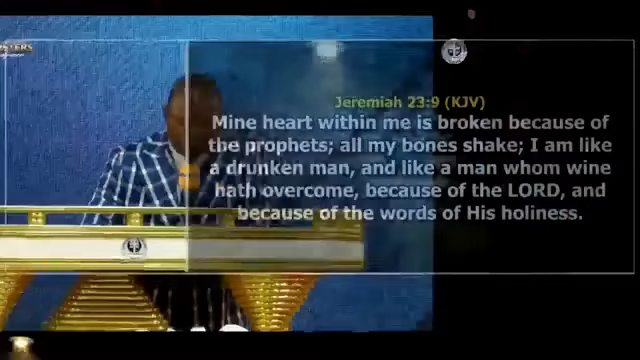 Jeremiah 23:9 (KJV)
Mine heart within me is broken because of
the prophets; all my bones shake; I am like
a drunken man, and like a man whom wine
hath overcome, because of the LORD, and
because of the words of His holiness.